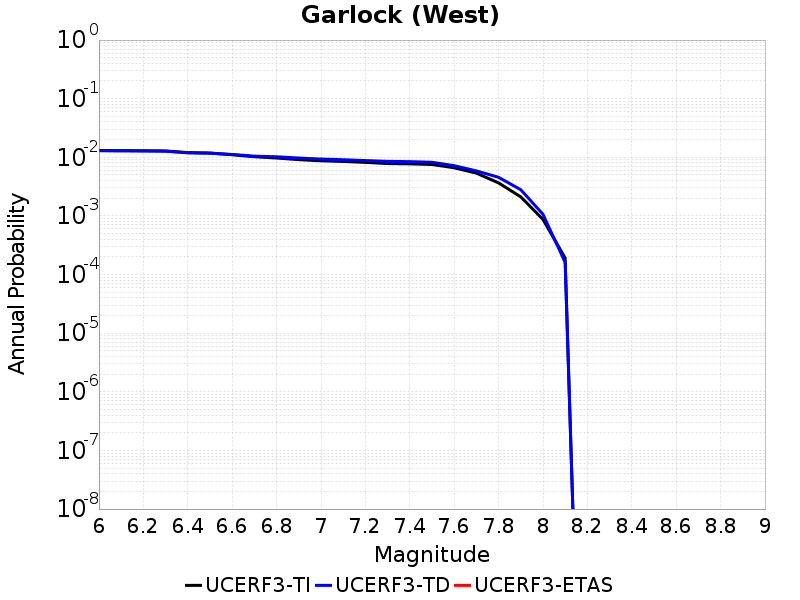 Garlock (West)
10^0
10^-1
10^-2
10^-3
10^-4
10^-5
10^-6
10^-7
10^-8
Annual Probability
6 6.2 6.4 6.6 6.8 7 7.2 7.4 7.6 7.8 8 8.2 8.4 8.6 8.8 9
Magnitude
UCERF3-TI UCERF3-TD UCERF3-ETAS